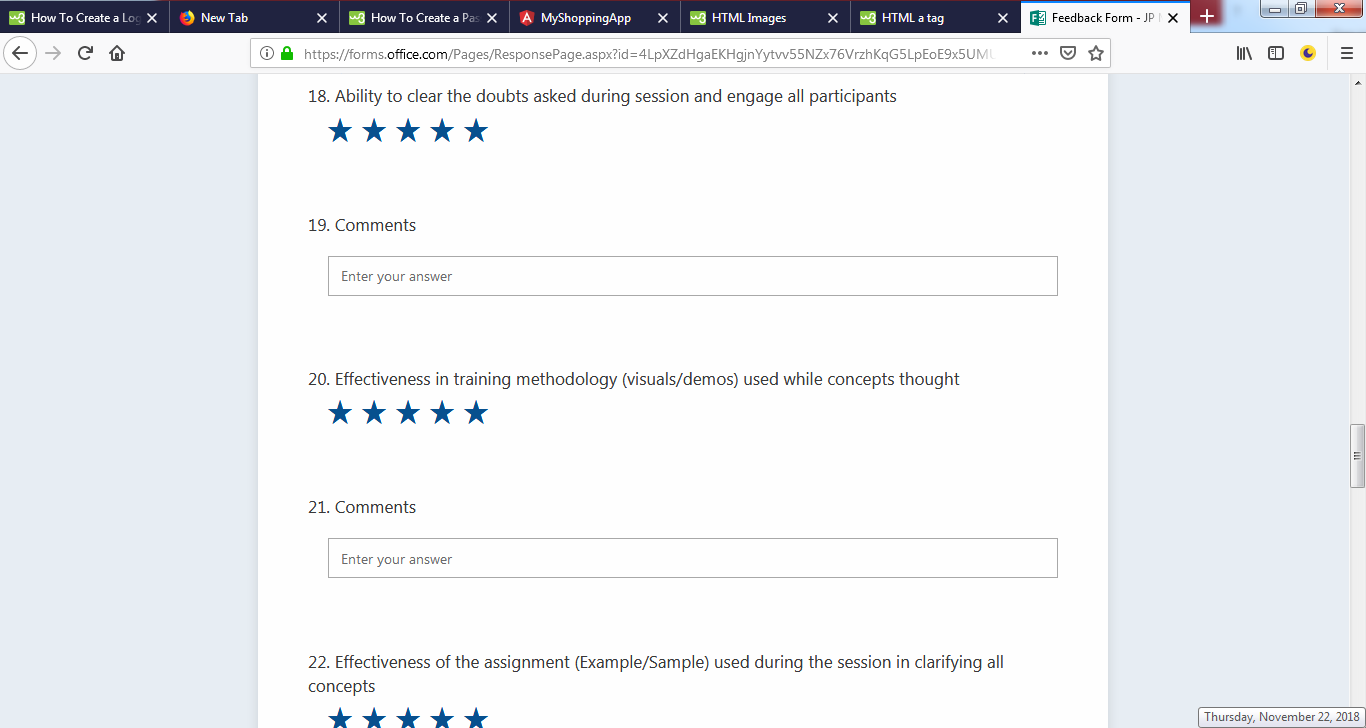 How To Create a Log
New Tab
How To Create a Pas
MyShoppingApp
HTML Images
HTML a tag
Feedback Form - JP
https://forms.office.com/Pages/ResponsePage.aspx?id=4LpXZdHgaEKHgjnYytvv55NZx76VrzhKqG5LpEoE9x5UMU
18. Ability to clear the doubts asked during session and engage all participants
19. Comments
Enter your answer
20. Effectiveness in training methodology (visuals/demos) used while concepts thought
21. Comments
Enter your answer
22. Effectiveness of the assignment (Example/Sample) used during the session in clarifying all
concepts
Thursday, November 22, 2018